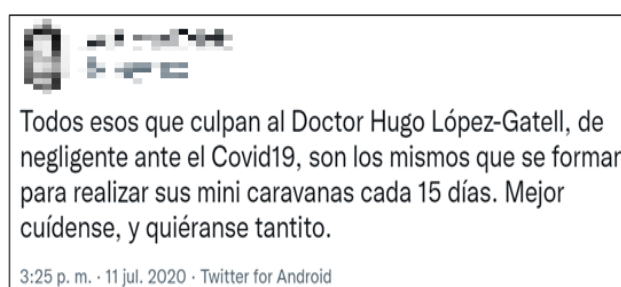 Todos esos que culpan al Doctor Hugo López-Gatell, de
negligente ante el Covid19, son los mismos que se forman
para realizar sus mini caravanas cada 15 días. Mejor
cuídense, y quiéranse tantito.
3:25 p. m. · 11 jul. 2020 · Twitter for Android